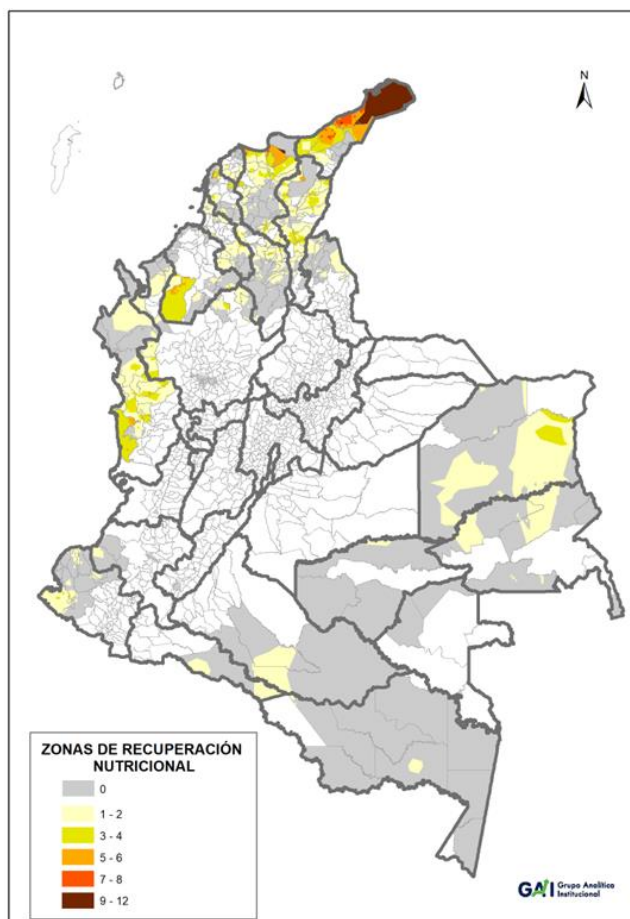 N
ZONAS DE RECUPERACIÓN
NUTRICIONAL
0
1 - 2
3 - 4
5 - 6
7 - 8
9 - 12
GAI Grupo Analítico
Institucional